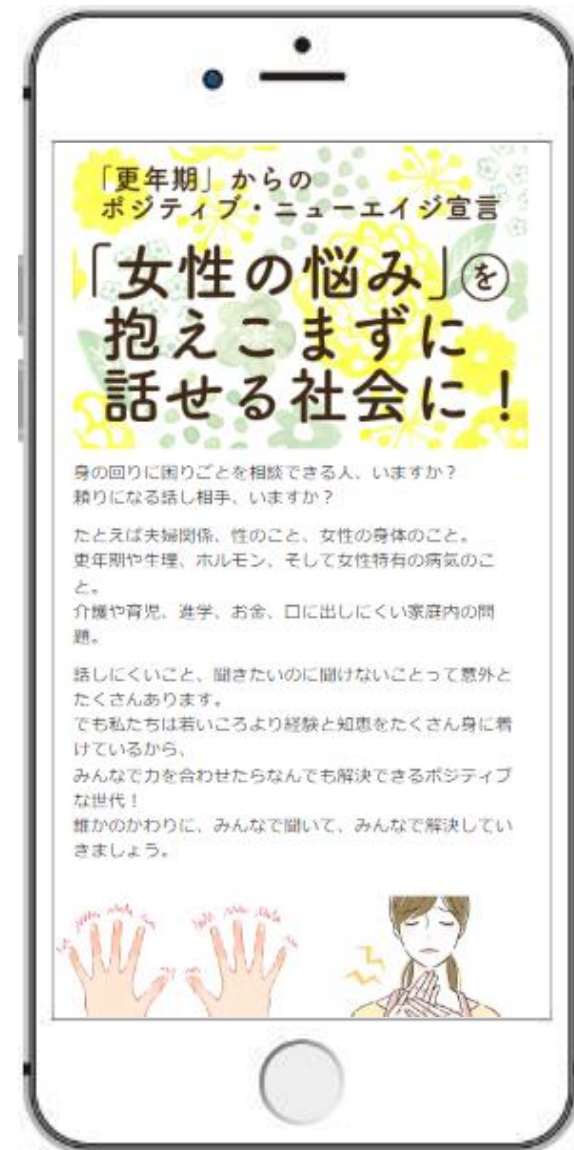 「更年期」からの
ポジティブ・ニューエイジ宣言
「女性の悩み」を
抱えこまずに
話せる社会に！
身の回りに困りごとを相談できる人、いますか？
頼りになる話し相手、いますか？
たとえば夫婦関係、性のこと、女性の身体のこと。
更年期や生理、ホルモン、そして女性特有の病気のこ
と。
介護や育児、進学、お金、口に出しにくい家庭内の問
題。
話しにくいこと、聞きたいのに聞けないことって意外と
たくさんあります。
でも私たちは若いころより経験と知恵をたくさん身に着
けているから、
みんなで力を合わせたらなんでも解決できるポジティブ
な世代！
誰かのかわりに、みんなで聞いて、みんなで解決してい
きましょう。